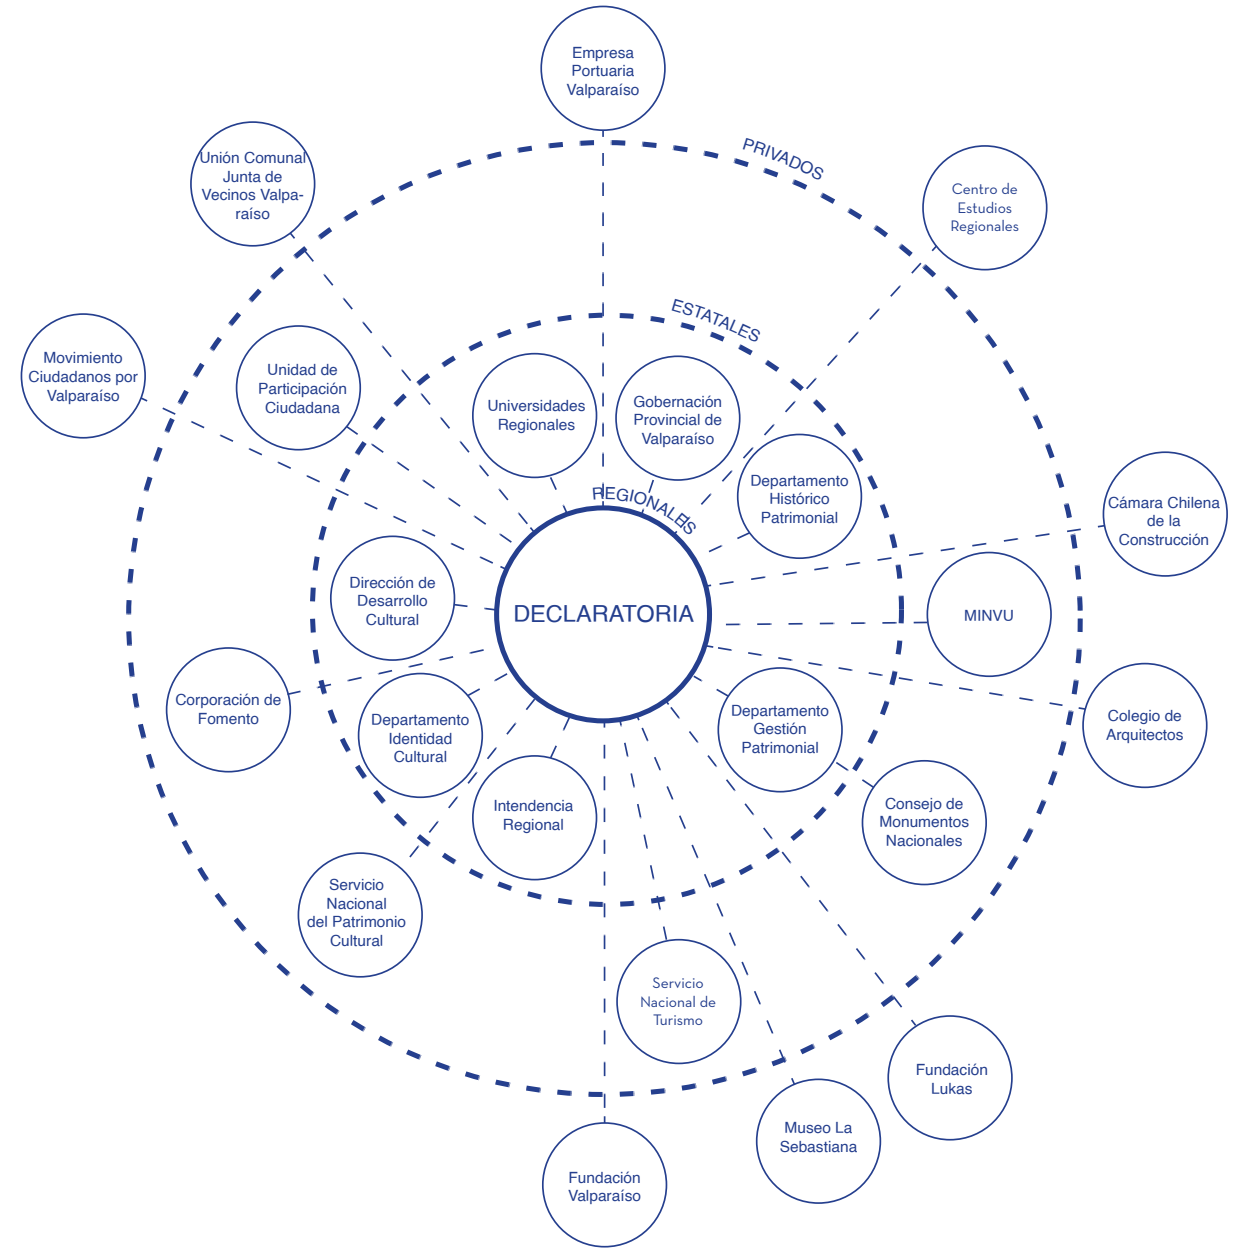 Empresa
Portuaria
Valparaíso
PRIVADOS
Unión Comunal
Junta de
Vecinos Valpa-
raíso
Centro de
Estudios
Regionales
ESTATALES
Movimiento
Ciudadanos por
Valparaíso
Unidad de
Participación
Ciudadana
Universidades
Regionales
Gobernación
Provincial de
Valparaíso
Departamento
Histórico
Patrimonial
REGIONALES
Cámara Chilena
de la
Construcción
Dirección de
Desarrollo
Cultural
DECLARATORIA
MINVU
Corporación de
Fomento
Departamento
Identidad
Cultural
Departamento
Gestión
Patrimonial
Colegio de
Arquitectos
Intendencia
Regional
Consejo de
Monumentos
Nacionales
Servicio
Nacional
del Patrimonio
Cultural
Servicio
Nacional de
Turismo
Fundación
Lukas
Museo La
Sebastiana
Fundación
Valparaíso